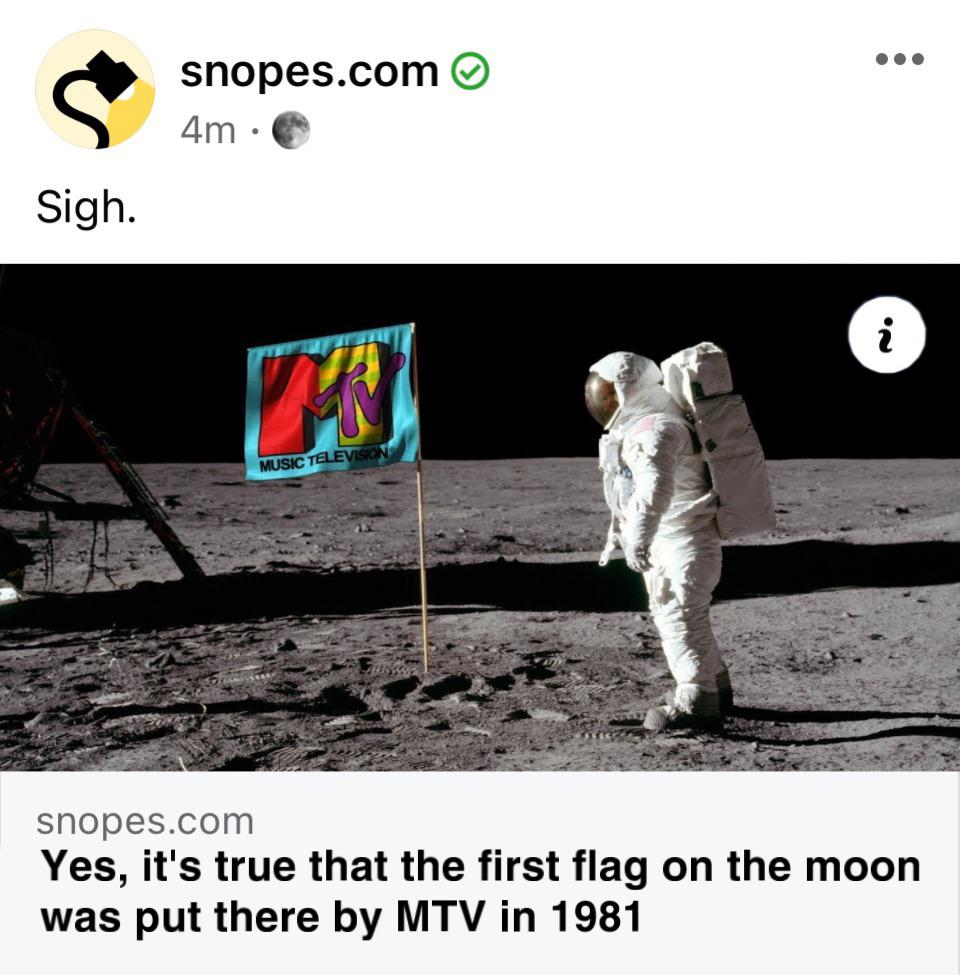 snopes.com
4m ·
Sigh.
i
MTV
MUSIC TELEVISION
snopes.com
Yes, it's true that the first flag on the moon
was put there by MTV in 1981